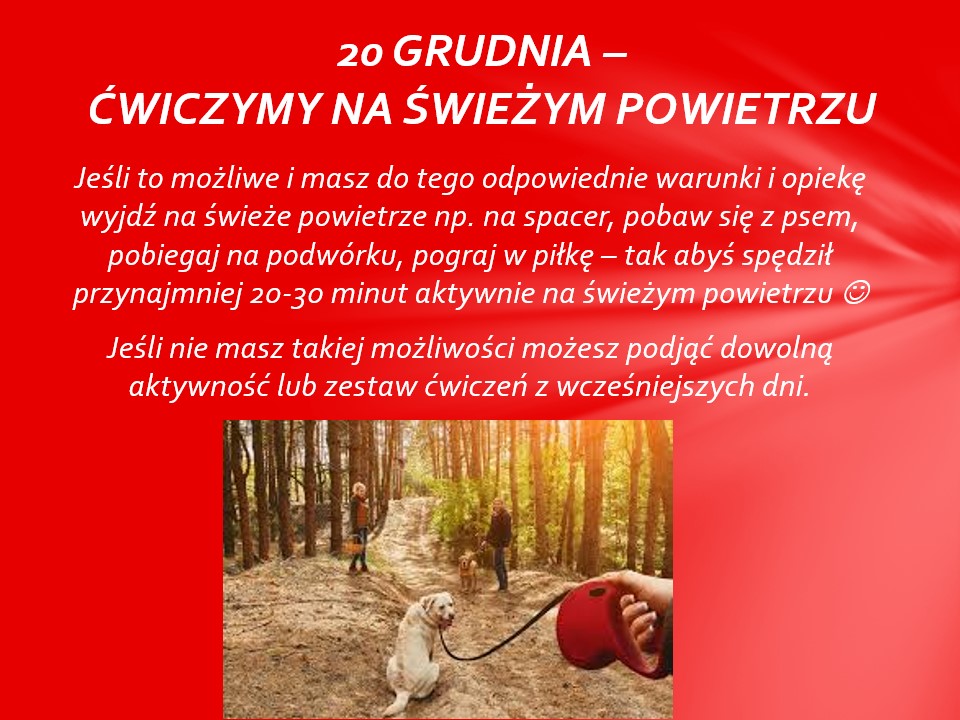 20 GRUDNIA –
ĆWICZYMY NA ŚWIEŻYM POWIETRZU
Jeśli to możliwe i masz do tego odpowiednie warunki i opiekę
wyjdź na świeże powietrze np. na spacer, pobaw się z psem,
pobiegaj na podwórku, pograj w piłkę – tak abyś spędził
przynajmniej 20-30 minut aktywnie na świeżym powietrzu ☺
Jeśli nie masz takiej możliwości możesz podjąć dowolną
aktywność lub zestaw ćwiczeń z wcześniejszych dni.